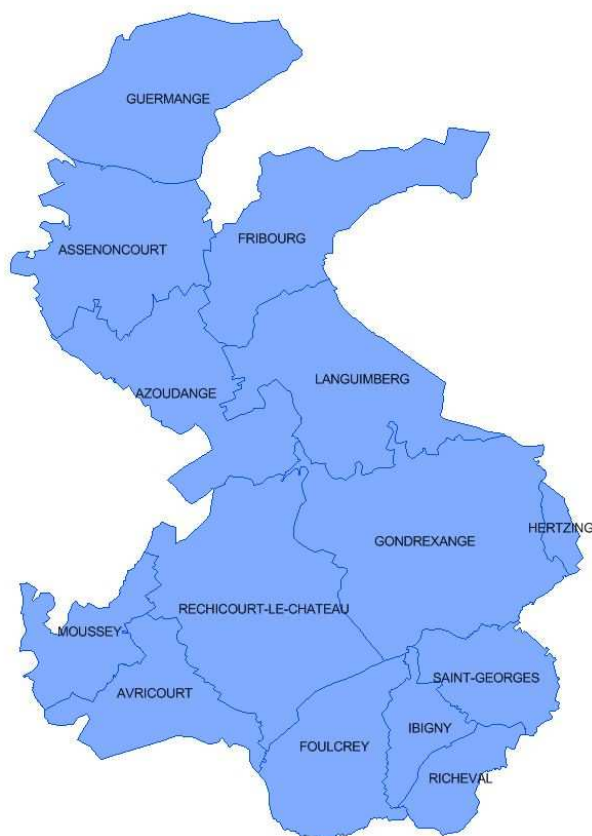 GUERMANGE
ASSENONCOURT
FRIBOURG
AZOUDANGE
LANGUIMBERG
HERTZING
GONDREXANGE
RECHICOURT-LE-CHATEAU
MOUSSEY
SAINT-GEORGES
AVRICOURT
IBIGNY
FOULCREY
RICHEVAL